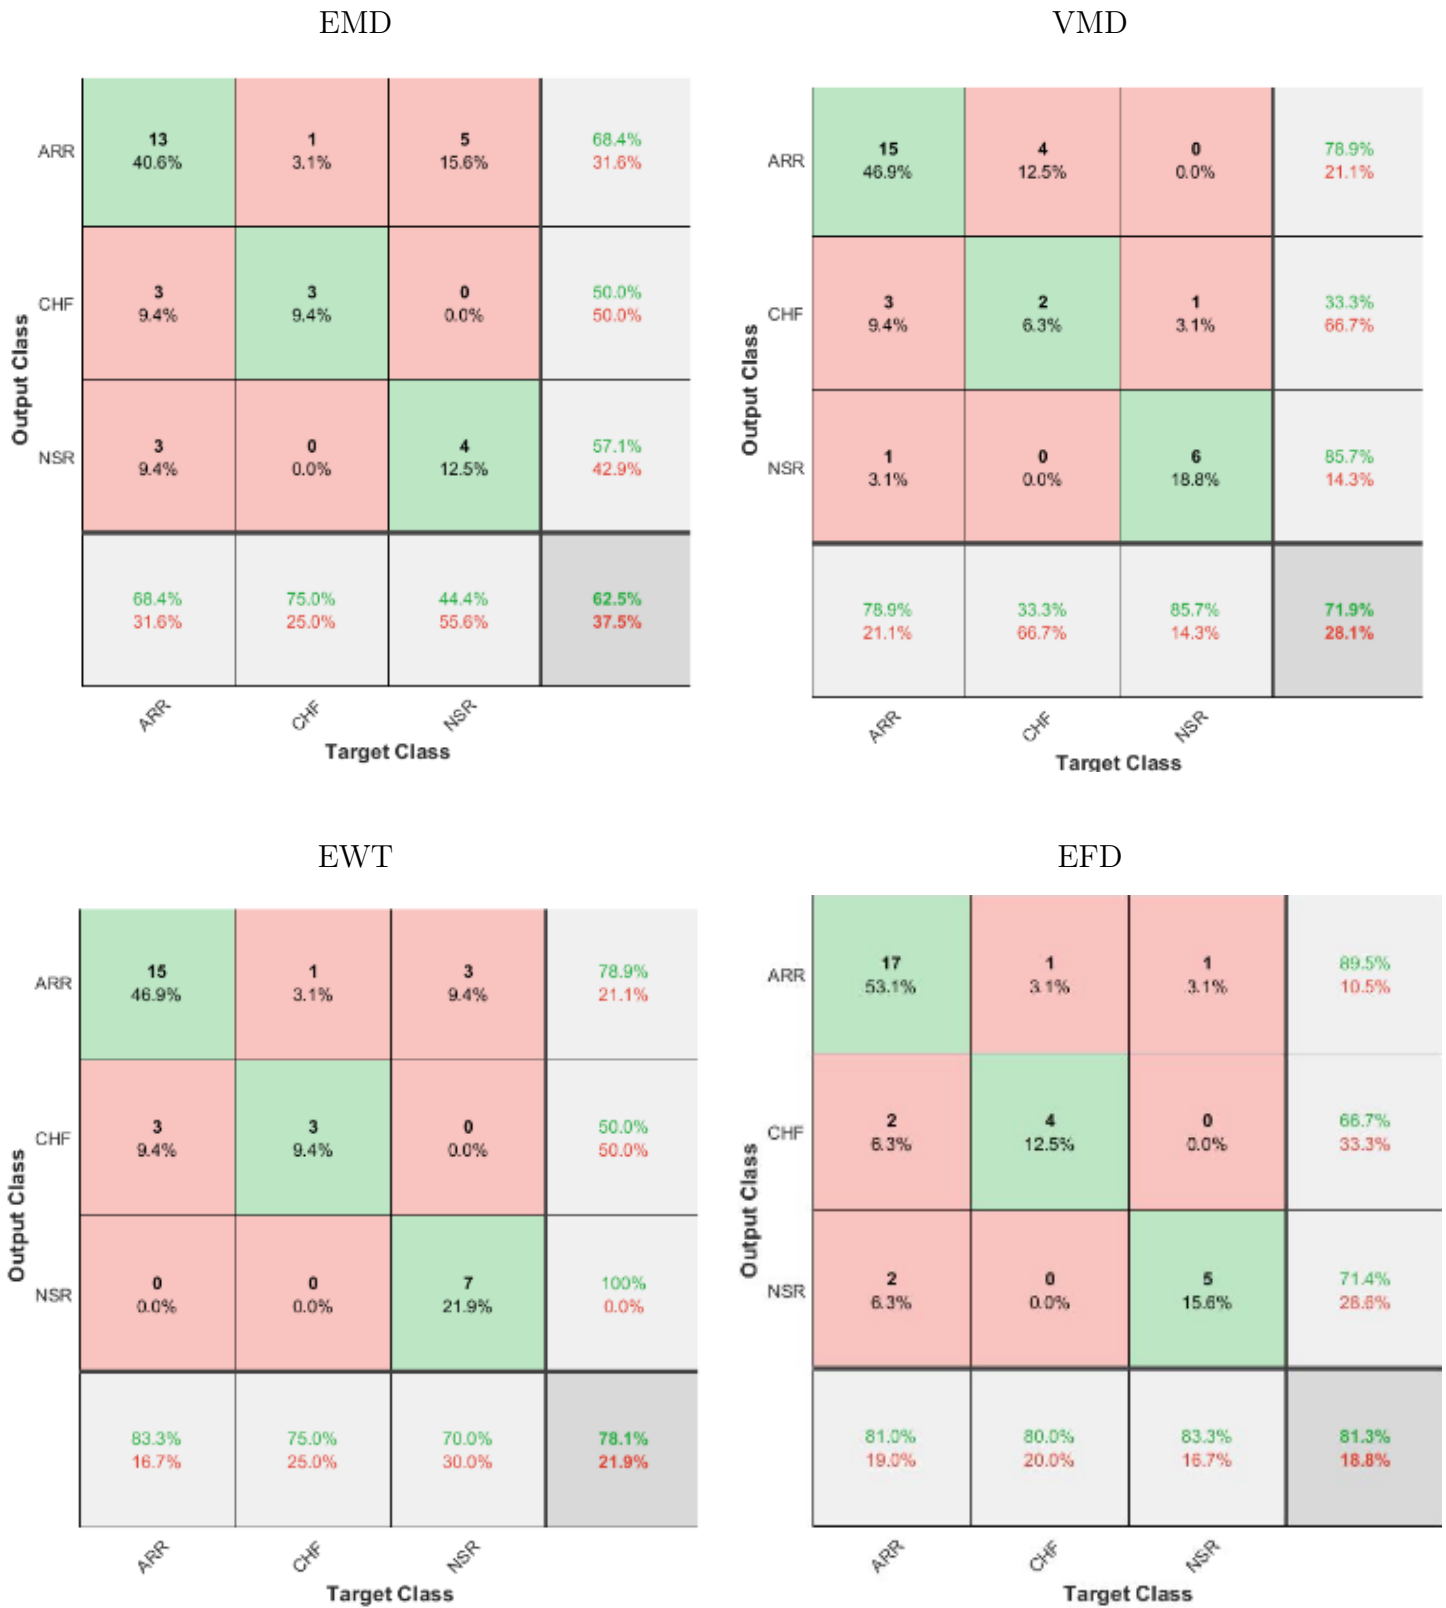 EMD
ARR 13 1 5 68.4%
40.6% 3.1% 15.6% 31.6%
CHF 3 3 0 50.0%
9.4% 9.4% 0.0% 50.0%
NSR 3 0 4 57.1%
9.4% 0.0% 12.5% 42.9%
68.4% 75.0% 44.4% 62.5%
31.6% 25.0% 55.6% 37.5%
Output Class
ARR CHF NSR
Target Class
VMD
ARR 15 4 0 78.9%
46.9% 12.5% 0.0% 21.1%
CHF 3 2 1 33.3%
9.4% 6.3% 3.1% 66.7%
NSR 1 0 6 85.7%
3.1% 0.0% 18.8% 14.3%
78.9% 33.3% 85.7% 71.9%
21.1% 66.7% 14.3% 28.1%
Output Class
ARR CHF NSR
Target Class
EWT
ARR 15 1 3 78.9%
46.9% 3.1% 9.4% 21.1%
CHF 3 3 0 50.0%
9.4% 9.4% 0.0% 50.0%
NSR 0 0 7 100%
0.0% 0.0% 21.9% 0.0%
83.3% 75.0% 70.0% 78.1%
16.7% 25.0% 30.0% 21.9%
Output Class
ARR CHF NSR
Target Class
EFD
ARR 17 1 1 89.5%
53.1% 3.1% 3.1% 10.5%
CHF 2 4 0 66.7%
6.3% 12.5% 0.0% 33.3%
NSR 2 0 5 71.4%
6.3% 0.0% 15.6% 28.6%
81.0% 80.0% 83.3% 81.3%
19.0% 20.0% 16.7% 18.8%
Output Class
ARR CHF NSR
Target Class